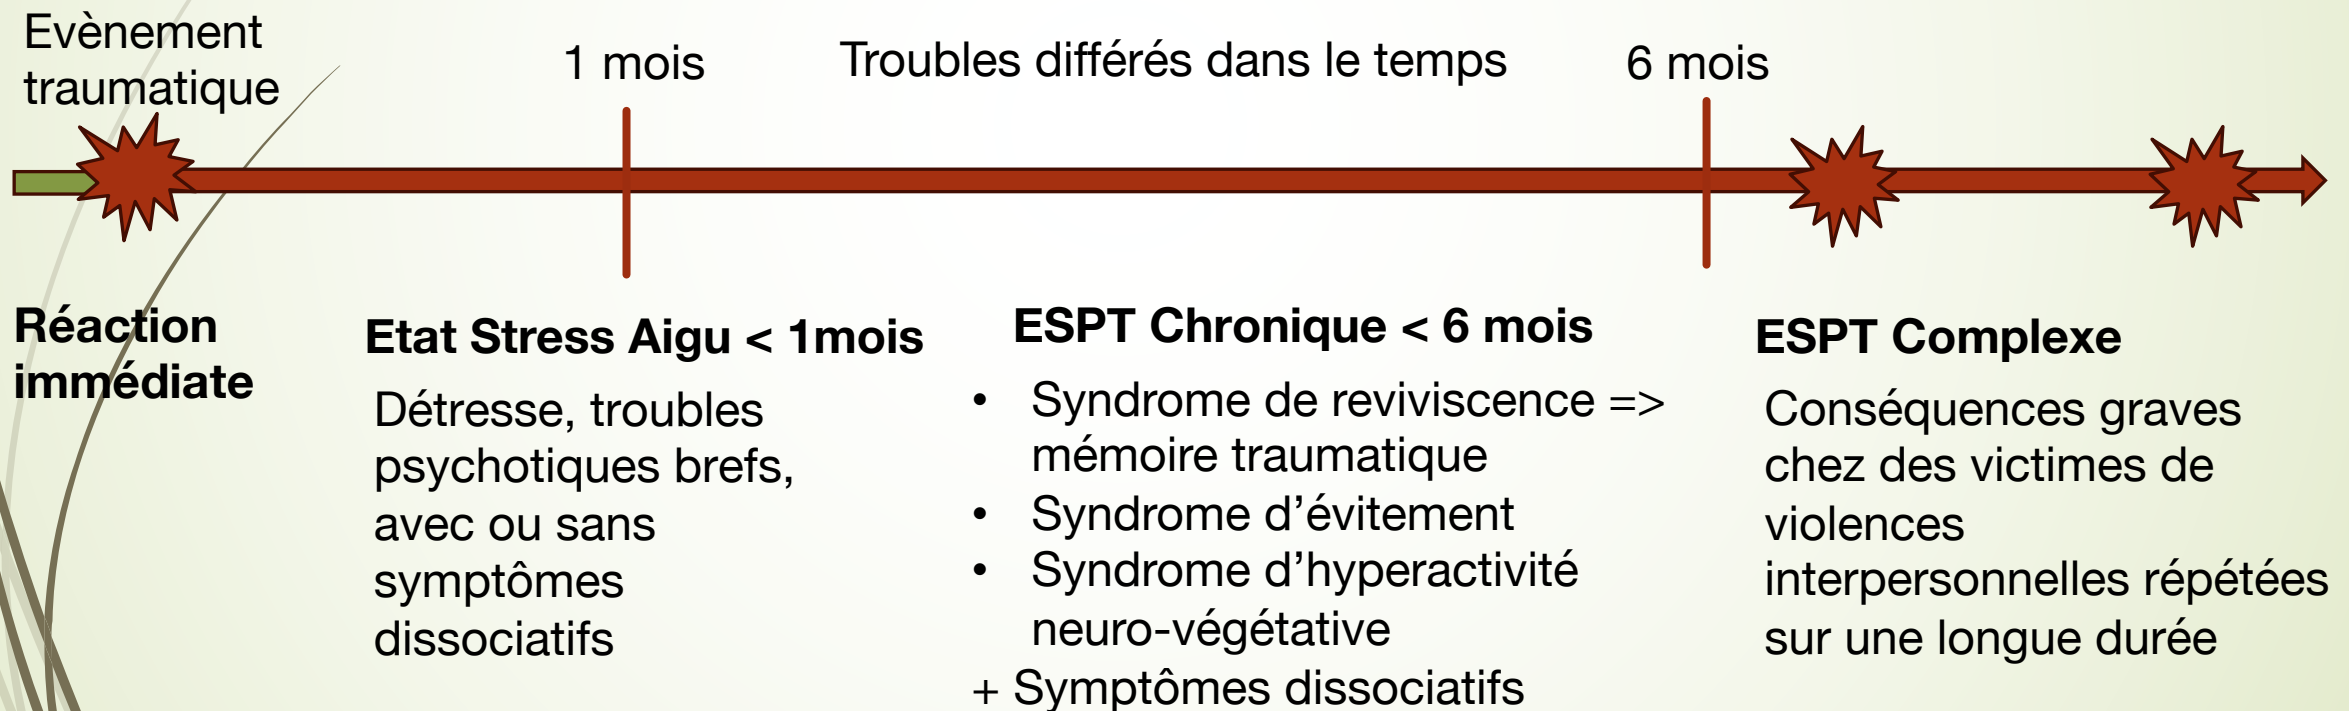 Evènement
traumatique
1 mois
Troubles différés dans le temps
6 mois
Réaction
immédiate
Etat Stress Aigu < 1mois
Détresse, troubles
psychotiques brefs,
avec ou sans
symptômes
dissociatifs
ESPT Chronique < 6 mois
• Syndrome de reviviscence =>
mémoire traumatique
• Syndrome d’évitement
• Syndrome d’hyperactivité
neuro-végétative
+ Symptômes dissociatifs
ESPT Complexe
Conséquences graves
chez des victimes de
violences
interpersonnelles répétées
sur une longue durée